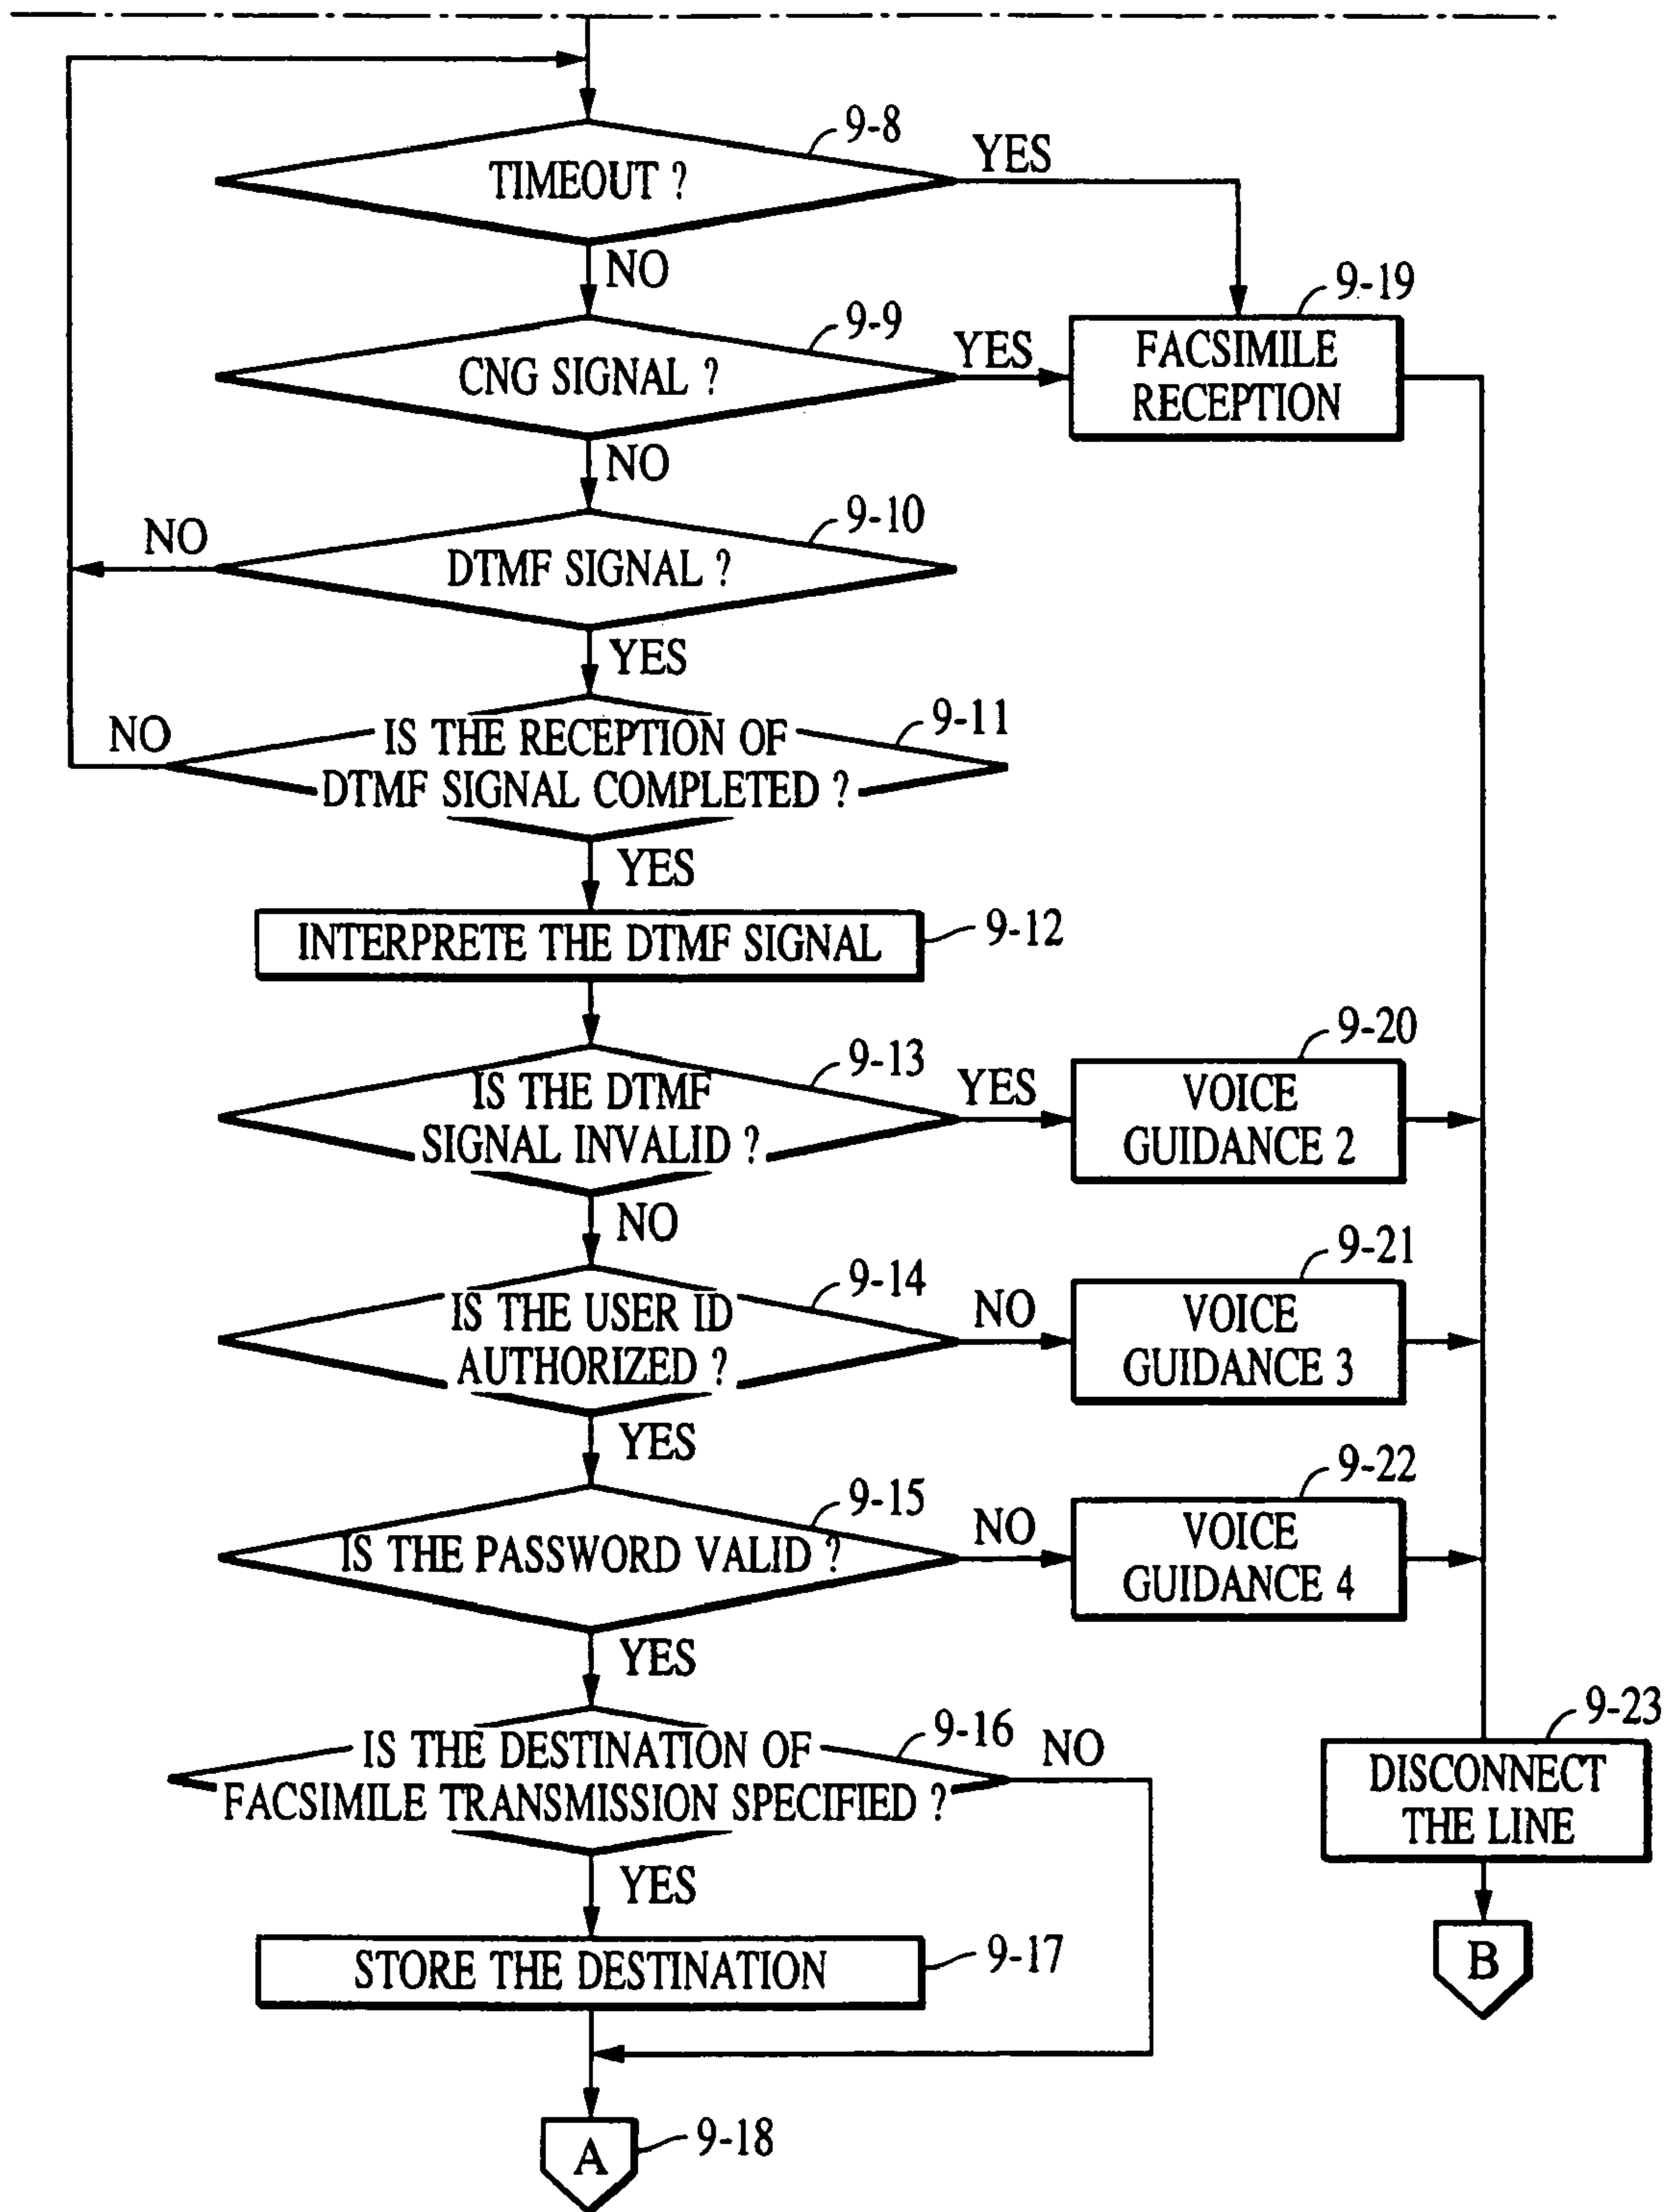 9-8
YES
TIMEOUT ?
NO
9-19
9-9
YES
FACSIMILE
RECEPTION
CNG SIGNAL ?
NO
9-10
NO
DTMF SIGNAL ?
YES
9-11
NO
IS THE RECEPTION OF
DTMF SIGNAL COMPLETED ?
YES
INTERPRETE THE DTMF SIGNAL
9-12
9-20
9-13
YES
IS THE DTMF
SIGNAL INVALID ?
VOICE
GUIDANCE 2
NO
9-21
9-14
NO
IS THE USER ID
AUTHORIZED ?
VOICE
GUIDANCE 3
YES
9-22
9-15
NO
IS THE PASSWORD VALID ?
VOICE
GUIDANCE 4
YES
9-23
9-16
NO
IS THE DESTINATION OF
FACSIMILE TRANSMISSION SPECIFIED ?
DISCONNECT
THE LINE
YES
STORE THE DESTINATION
9-17
B
A
9-18